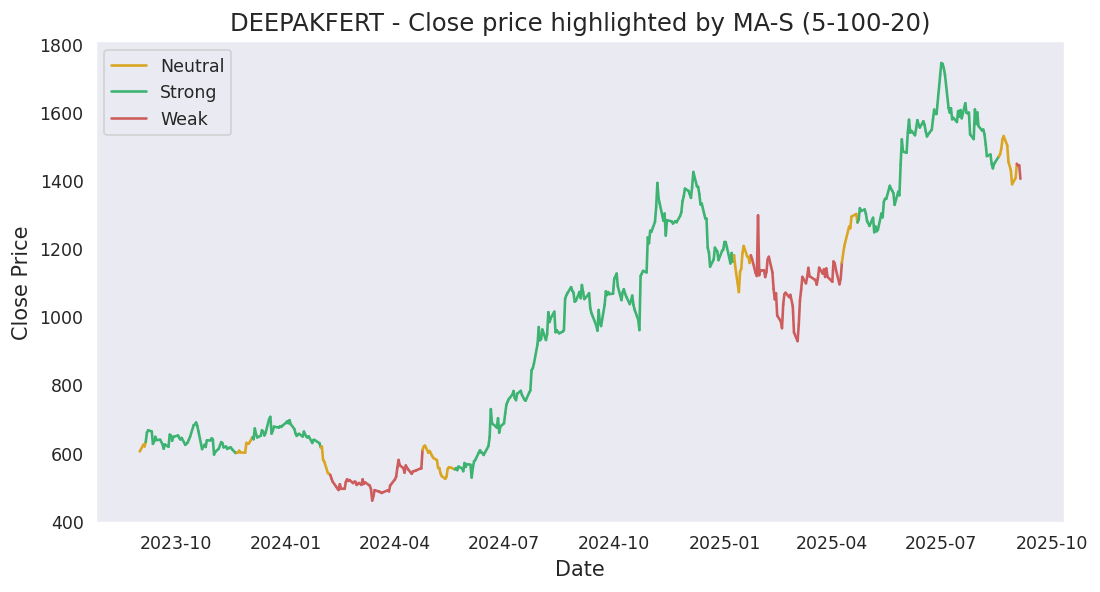 DEEPAKFERT - Close price highlighted by MA-S (5-100-20)
Neutral
Strong
Weak
Close Price
1800
1600
1400
1200
1000
800
600
400
2023-10 2024-01 2024-04 2024-07 2024-10 2025-01 2025-04 2025-07 2025-10
Date